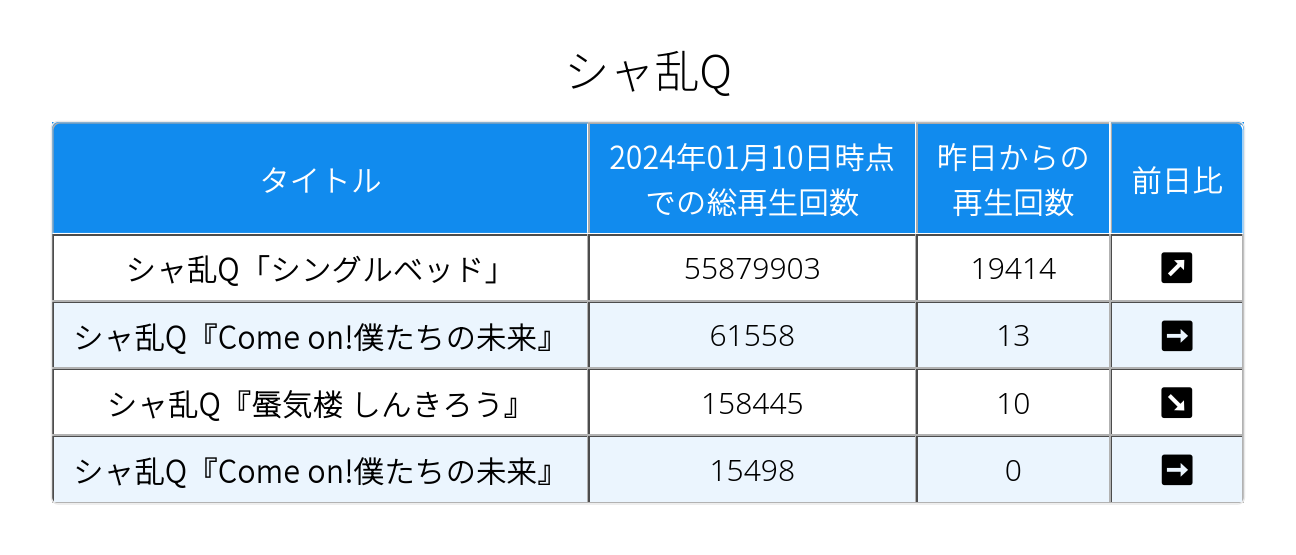 シャ乱Q
タイトル
2024年01月10日時点
での総再生回数
昨日からの
再生回数
前日比
シャ乱Q「シングルベッド」 55879903 19414 ↗
シャ乱Q『Come on!僕たちの未来』 61558 13 →
シャ乱Q『蜃気楼 しんきろう』 158445 10 ↘
シャ乱Q『Come on!僕たちの未来』 15498 0 →